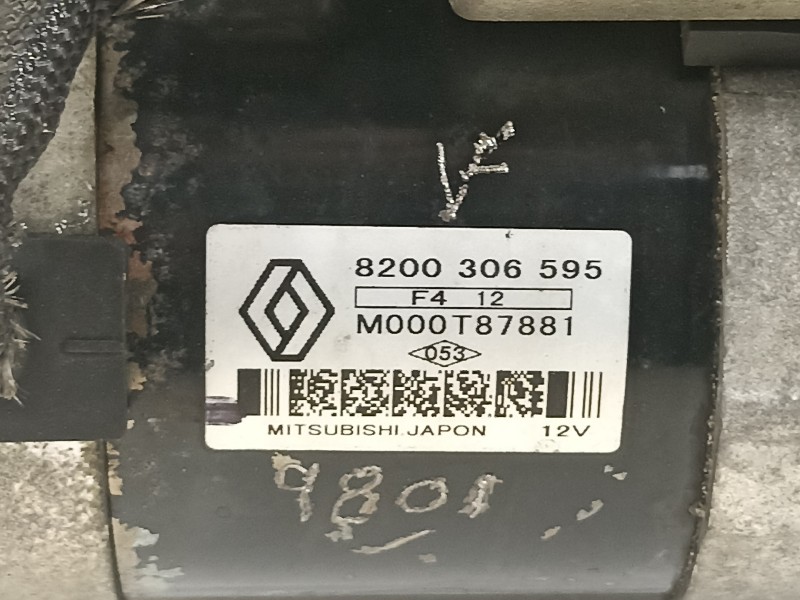 8200 306 595
F4 12
M000T87881
053
MITSUBISHI.JAPON 12V